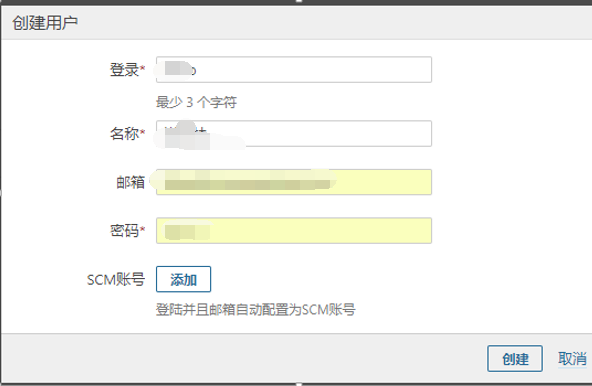 创建用户
登录*
最少 3 个字符
名称*
邮箱
密码*
SCM账号 添加
登陆并且邮箱自动配置为SCM账号
创建 取消